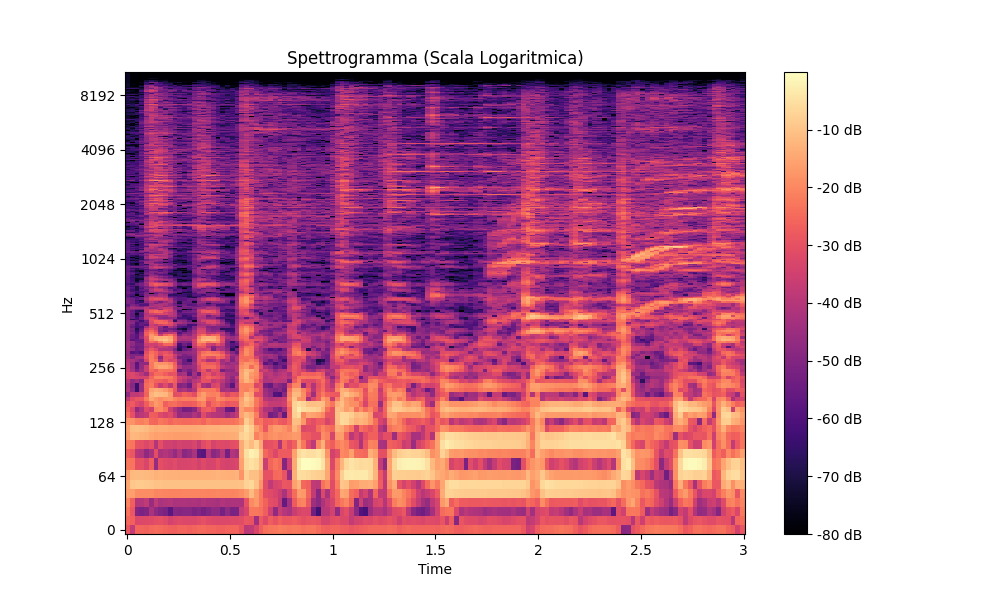 Spettrogramma (Scala Logaritmica)
8192
4096
2048
1024
512
256
128
64
0
Hz
0
0.5
1
1.5
2
2.5
3
Time
-10 dB
-20 dB
-30 dB
-40 dB
-50 dB
-60 dB
-70 dB
-80 dB